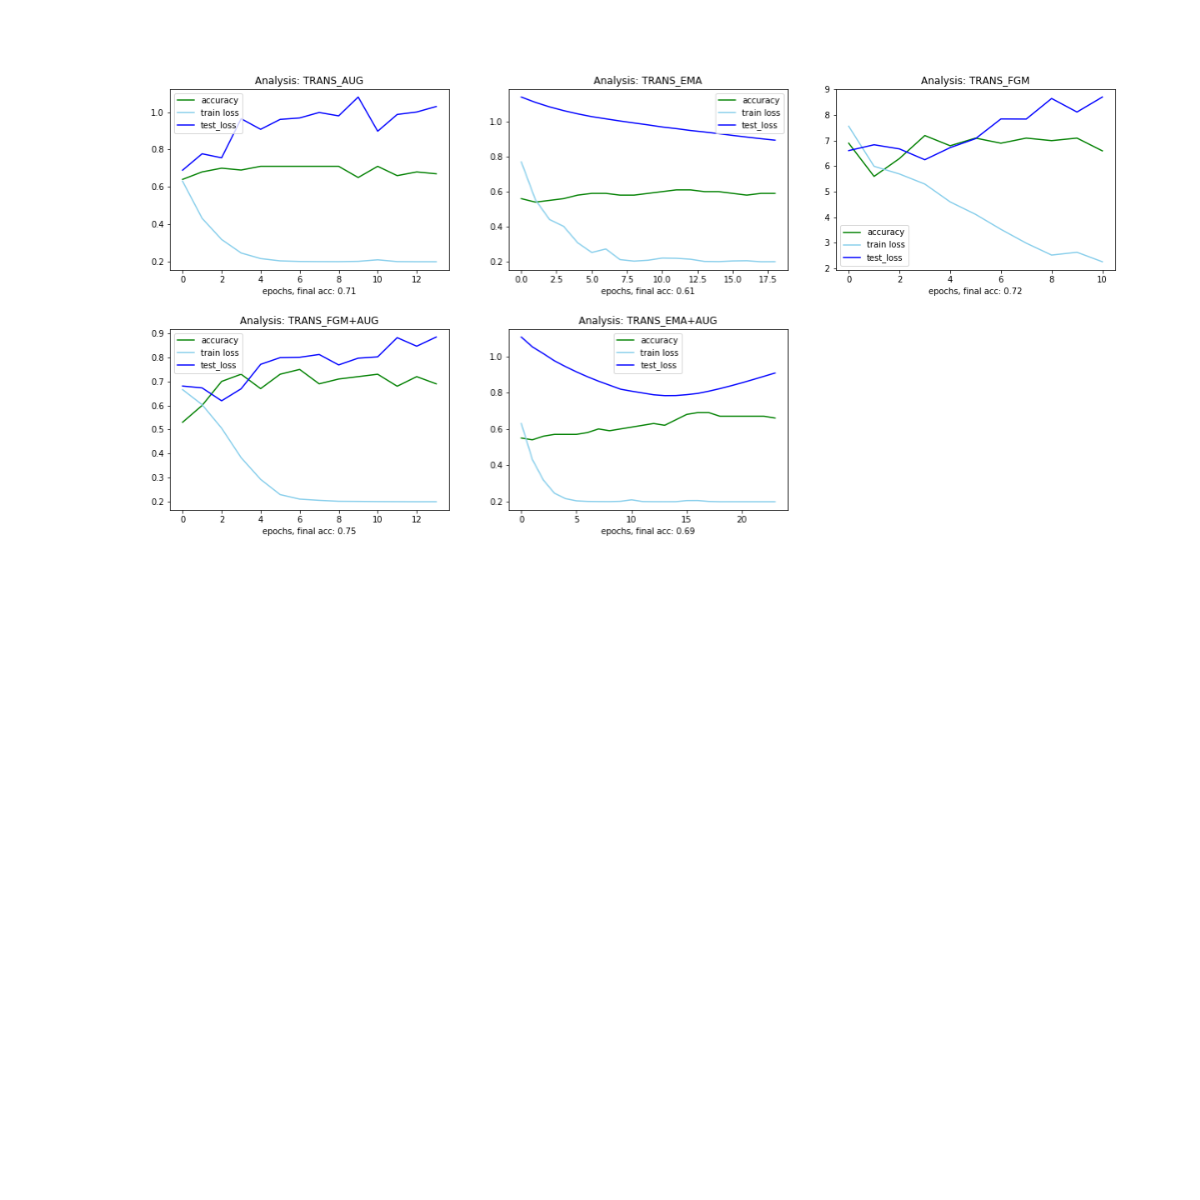 Analysis: TRANS_AUG
accuracy
train loss
test_loss
1.0
0.8
0.6
0.4
0.2
0 2 4 6 8 10 12
epochs, final acc: 0.71
Analysis: TRANS_EMA
accuracy
train loss
test_loss
1.0
0.8
0.6
0.4
0.2
0.0 2.5 5.0 7.5 10.0 12.5 15.0 17.5
epochs, final acc: 0.61
Analysis: TRANS_FGM
9
8
7
6
5
4
3
2
accuracy
train loss
test_loss
0 2 4 6 8 10
epochs, final acc: 0.72
Analysis: TRANS_FGM+AUG
accuracy
train loss
test_loss
0.9
0.8
0.7
0.6
0.5
0.4
0.3
0.2
0 2 4 6 8 10 12
epochs, final acc: 0.75
Analysis: TRANS_EMA+AUG
accuracy
train loss
test_loss
1.0
0.8
0.6
0.4
0.2
0 5 10 15 20
epochs, final acc: 0.69